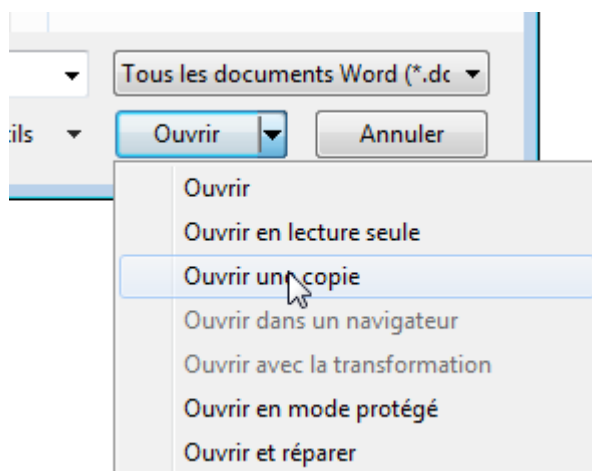 Tous les documents Word (*.dc
ils Ouvrir Annuler
Ouvrir
Ouvrir en lecture seule
Ouvrir une copie
Ouvrir dans un navigateur
Ouvrir avec la transformation
Ouvrir en mode protégé
Ouvrir et réparer